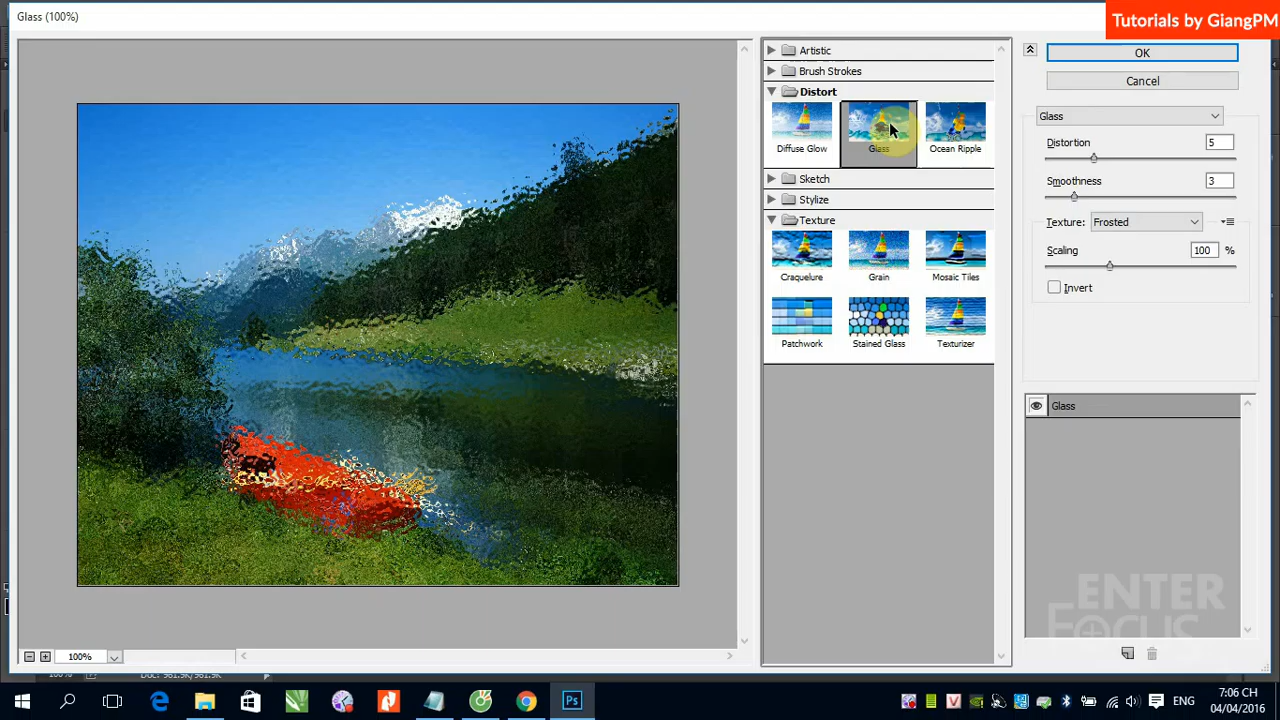 Glass (100%)
Tutorials by GiangPM
Artistic
Brush Strokes
Distort
Diffuse Glow
Glass
Ocean Ripple
Sketch
Stylize
Texture
Craquelure
Grain
Mosaic Tiles
Patchwork
Stained Glass
Texturizer
OK
Cancel
Glass
Distortion 5
Smoothness 3
Texture: Frosted
Scaling 100 %
Invert
Glass
ENTER
FOCUS
100%
ENG
7:06 CH
04/04/2016